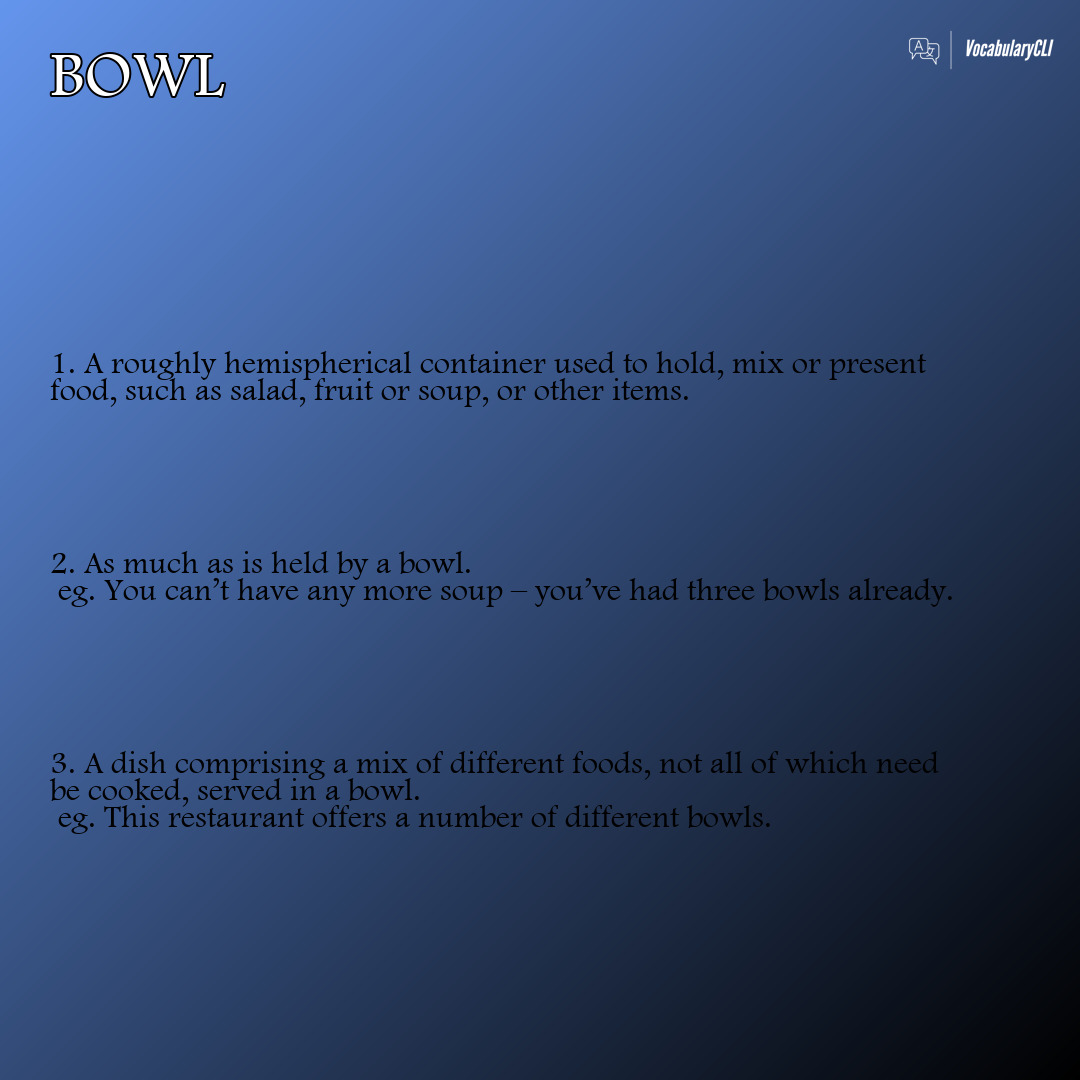 BOWL
VocabularyCLI
1. A roughly hemispherical container used to hold, mix or present
food, such as salad, fruit or soup, or other items.
2. As much as is held by a bowl.
eg. You can’t have any more soup – you’ve had three bowls already.
3. A dish comprising a mix of different foods, not all of which need
be cooked, served in a bowl.
eg. This restaurant offers a number of different bowls.